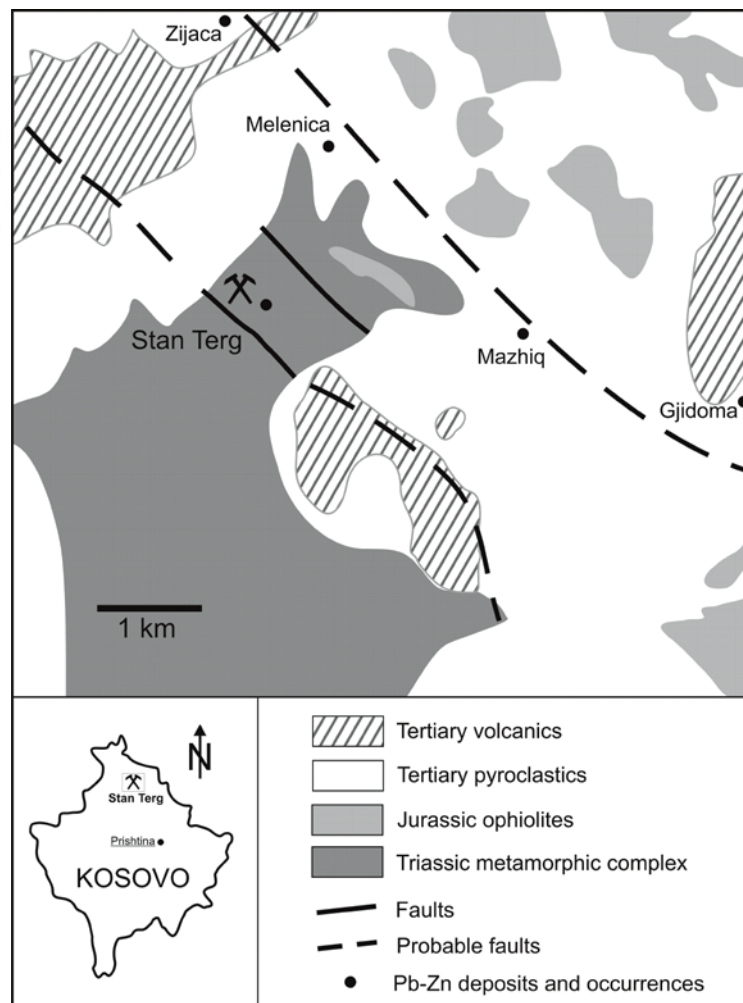 Zijaca
Melenica
Stan Terg
Mazhiq
Gjidoma
1 km
N
Stan Terg
Prishtina
KOSOVO
Tertiary volcanics
Tertiary pyroclastics
Jurassic ophiolites
Triassic metamorphic complex
Faults
Probable faults
Pb-Zn deposits and occurrences